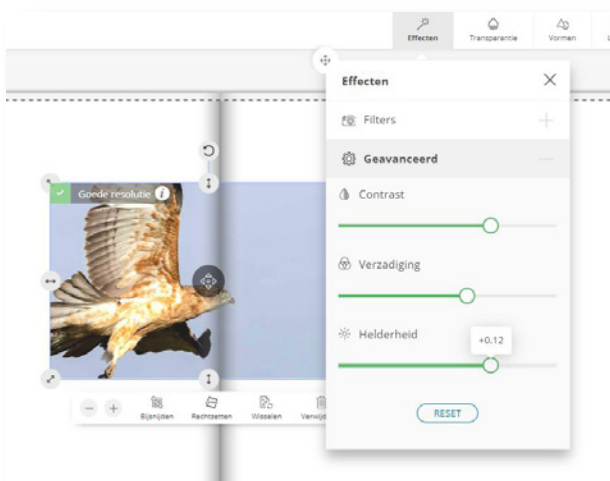 Effecten
Transparantie
Vormen
Effecten
Filters
Geavanceerd
Goede resolutie i
Contrast
Verzadiging
Helderheid
+0.12
Bijsnijden
Rechtzetten
Wisselen
RESET